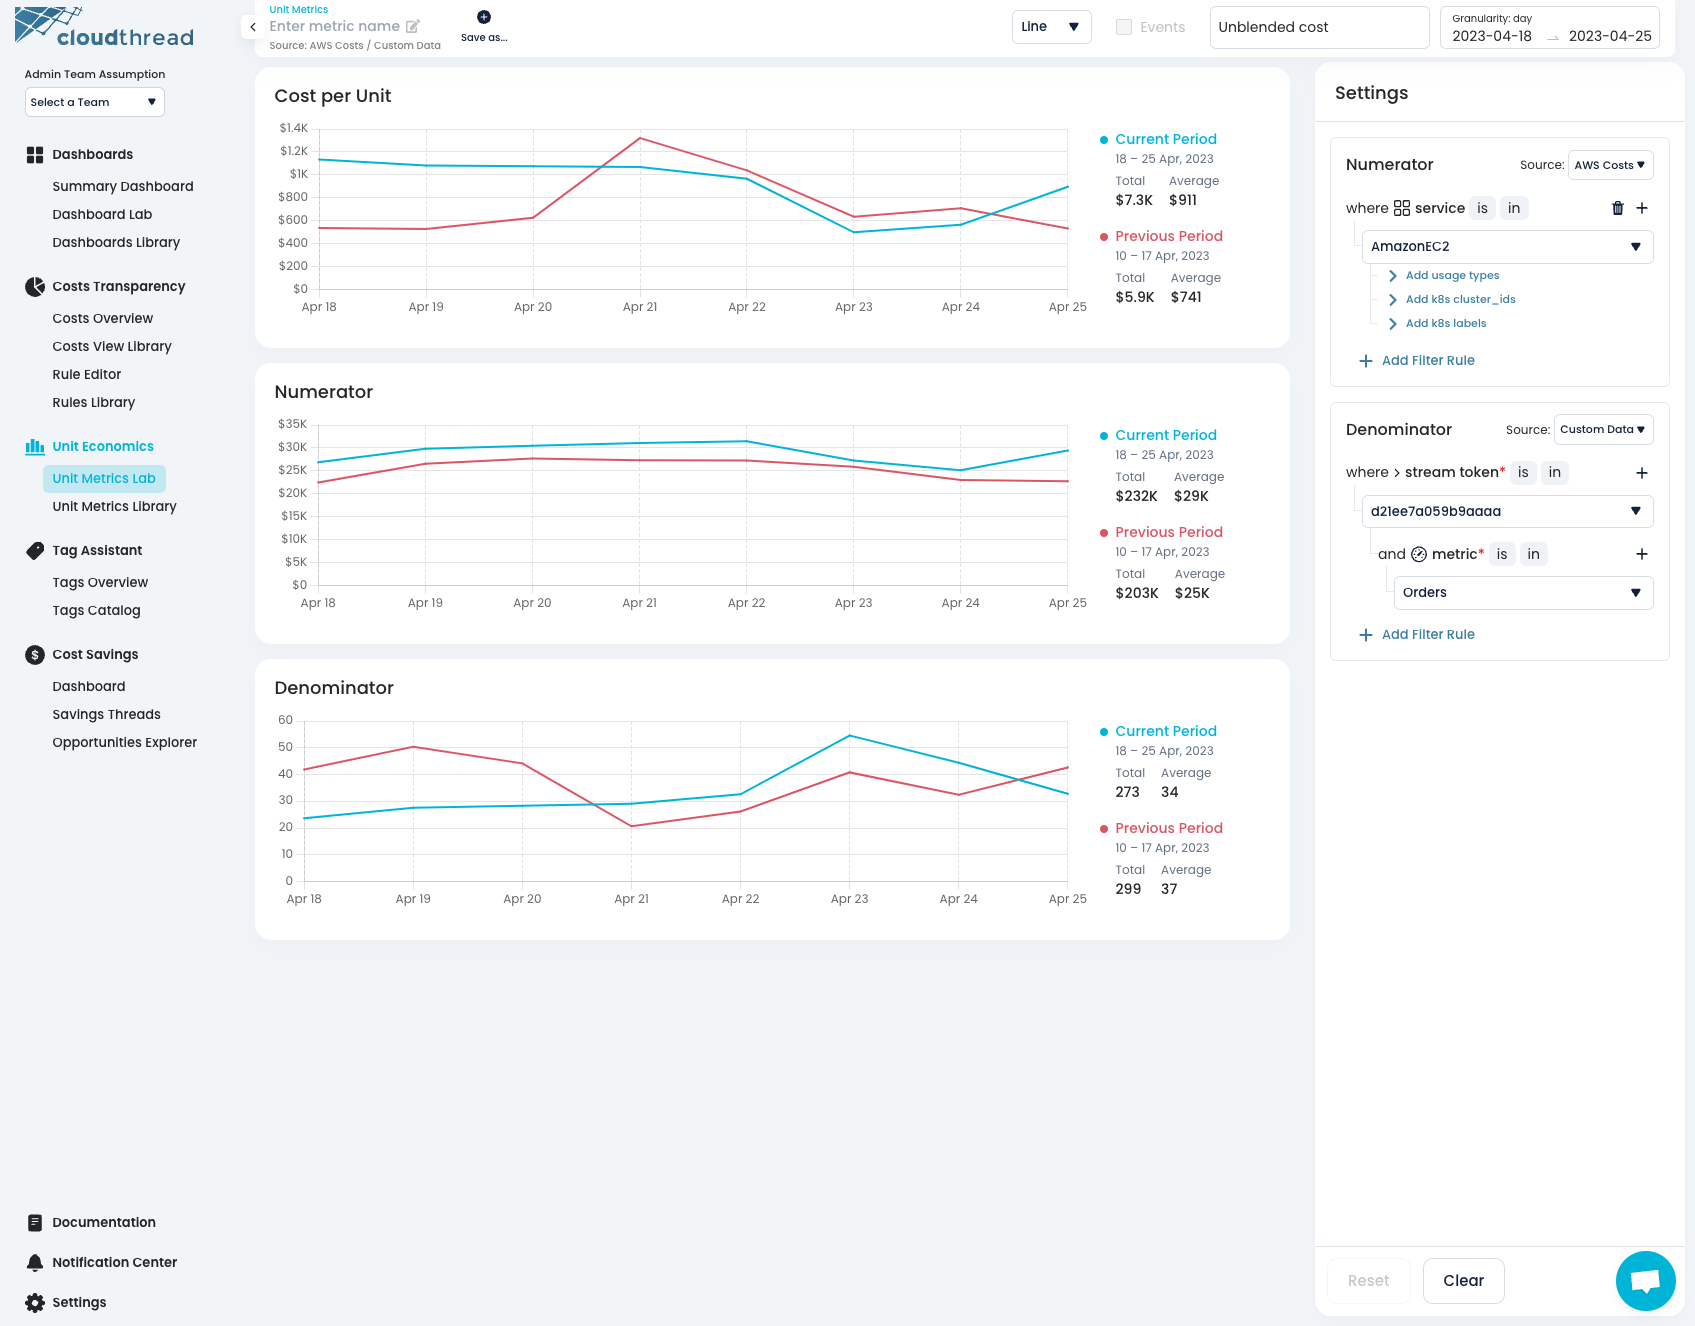 cloudthread
Admin Team Assumption
Select a Team
Dashboards
Summary Dashboard
Dashboard Lab
Dashboards Library
Costs Transparency
Costs Overview
Costs View Library
Rule Editor
Rules Library
Unit Economics
Unit Metrics Lab
Unit Metrics Library
Tag Assistant
Tags Overview
Tags Catalog
Cost Savings
Dashboard
Savings Threads
Opportunities Explorer
Documentation
Notification Center
Settings
Unit Metrics
Enter metric name
Source: AWS Costs / Custom Data
Save as...
Line
Events
Unblended cost
Granularity: day
2023-04-18 → 2023-04-25
Cost per Unit
$1.4K
$1.2K
$1K
$800
$600
$400
$200
$0
Apr 18 Apr 19 Apr 20 Apr 21 Apr 22 Apr 23 Apr 24 Apr 25
Current Period
18 – 25 Apr, 2023
Total Average
$7.3K $911
Previous Period
10 – 17 Apr, 2023
Total Average
$5.9K $741
Numerator
$35K
$30K
$25K
$20K
$15K
$10K
$5K
$0
Apr 18 Apr 19 Apr 20 Apr 21 Apr 22 Apr 23 Apr 24 Apr 25
Current Period
18 – 25 Apr, 2023
Total Average
$232K $29K
Previous Period
10 – 17 Apr, 2023
Total Average
$203K $25K
Denominator
60
50
40
30
20
10
0
Apr 18 Apr 19 Apr 20 Apr 21 Apr 22 Apr 23 Apr 24 Apr 25
Current Period
18 – 25 Apr, 2023
Total Average
273 34
Previous Period
10 – 17 Apr, 2023
Total Average
299 37
Settings
Numerator Source: AWS Costs
where service is in
AmazonEC2
Add usage types
Add k8s cluster_ids
Add k8s labels
+ Add Filter Rule
Denominator Source: Custom Data
where > stream token* is in
d21ee7a059b9aaaa
and metric* is in
Orders
+ Add Filter Rule
Reset Clear